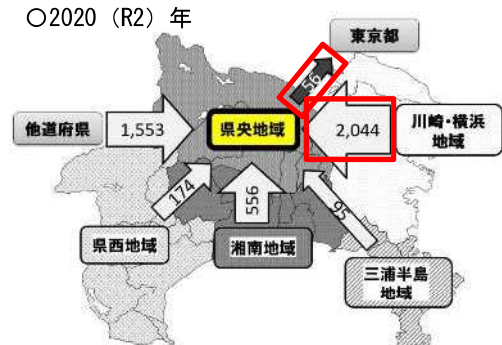 ○2020（R2）年
東京都
56
他道府県
1,553
県央地域
2,044
川崎・横浜
地域
174
556
95
県西地域
湘南地域
三浦半島
地域